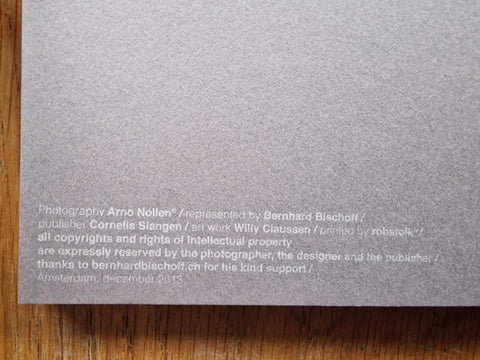 Photography Arno Nollen® / represented by Bernhard Bischoff /
publisher Cornelis Slangen / art work Willy Claussen / printed by robstolk® /
all copyrights and rights of intellectual property
are expressly reserved by the photographer, the designer and the publisher /
thanks to bernhardbischoff.ch for his kind support /
Amsterdam, december 2013